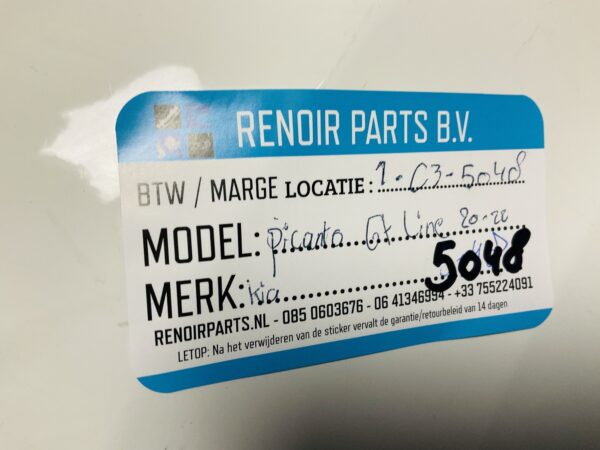 RENOIR PARTS B.V.
BTW / MARGE LOCATIE: 1-C3-5048
MODEL: picanto Gt Line 20-22
MERK: kia 5048
RENOIRPARTS.NL - 085 0603676 - 06 41346994 - +33 755224091
LETOP: Na het verwijderen van de sticker vervalt de garantie/retourbeleid van 14 dagen